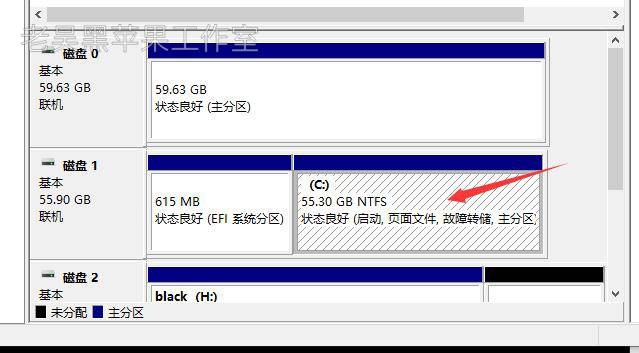 老昊黑苹果工作室
磁盘 0
基本
59.63 GB
联机
59.63 GB
状态良好 (主分区)
磁盘 1
基本
55.90 GB
联机
615 MB
状态良好 (EFI 系统分区)
(C:)
55.30 GB NTFS
状态良好 (启动, 页面文件, 故障转储, 主分区)
磁盘 2
基本
black (H:)
未分配
主分区